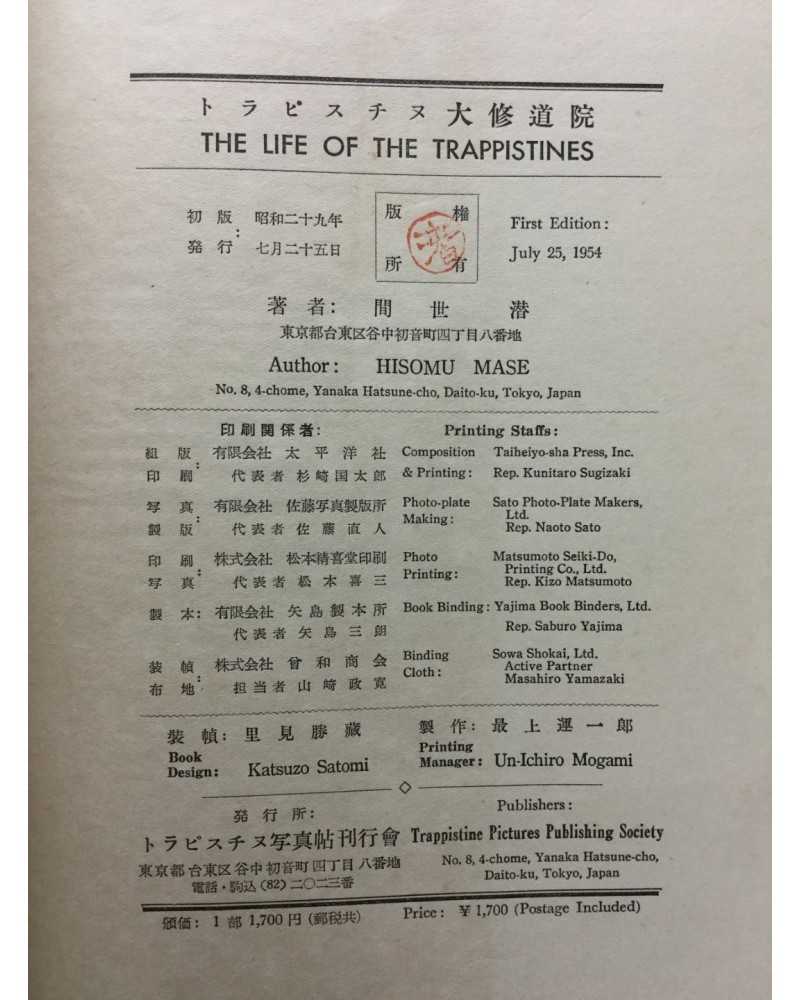 トラピスチヌ大修道院
THE LIFE OF THE TRAPPISTINES
初版発行: 昭和二十九年七月二十五日
版権所有
潜
First Edition:
July 25, 1954
著者: 間世潜
東京都台東区谷中初音町四丁目八番地
Author: HISOMU MASE
No. 8, 4-chome, Yanaka Hatsune-cho, Daito-ku, Tokyo, Japan
印刷関係者:
Printing Staffs:
組版 有限会社 太平洋社
印刷: 代表者 杉崎国太郎
Composition Taiheiyo-sha Press, Inc.
& Printing: Rep. Kunitaro Sugizaki
写真 有限会社 佐藤写真製版所
製版: 代表者 佐藤直人
Photo-plate Sato Photo-Plate Makers,
Making: Ltd.
Rep. Naoto Sato
印刷 株式会社 松本精喜堂印刷
写真: 代表者 松本喜三
Photo Matsumoto Seiki-Do,
Printing: Printing Co., Ltd.
Rep. Kizo Matsumoto
製本: 有限会社 矢島製本所
代表者 矢島三朗
Book Binding: Yajima Book Binders, Ltd.
Rep. Saburo Yajima
装幀 株式会社 曾和商会
布地: 担当者 山崎政寛
Binding Sowa Shokai, Ltd.
Cloth: Active Partner
Masahiro Yamazaki
装幀: 里見勝蔵
Book
Design: Katsuzo Satomi
製作: 最上運一郎
Printing
Manager: Un-Ichiro Mogami
発行所:
トラピスチヌ写真帖刊行會
東京都台東区谷中初音町四丁目八番地
電話・駒込(82)二〇二三番
Publishers:
Trappistine Pictures Publishing Society
No. 8, 4-chome, Yanaka Hatsune-cho,
Daito-ku, Tokyo, Japan
頒価: 1部 1,700円(郵税共)
Price: ¥1,700 (Postage Included)